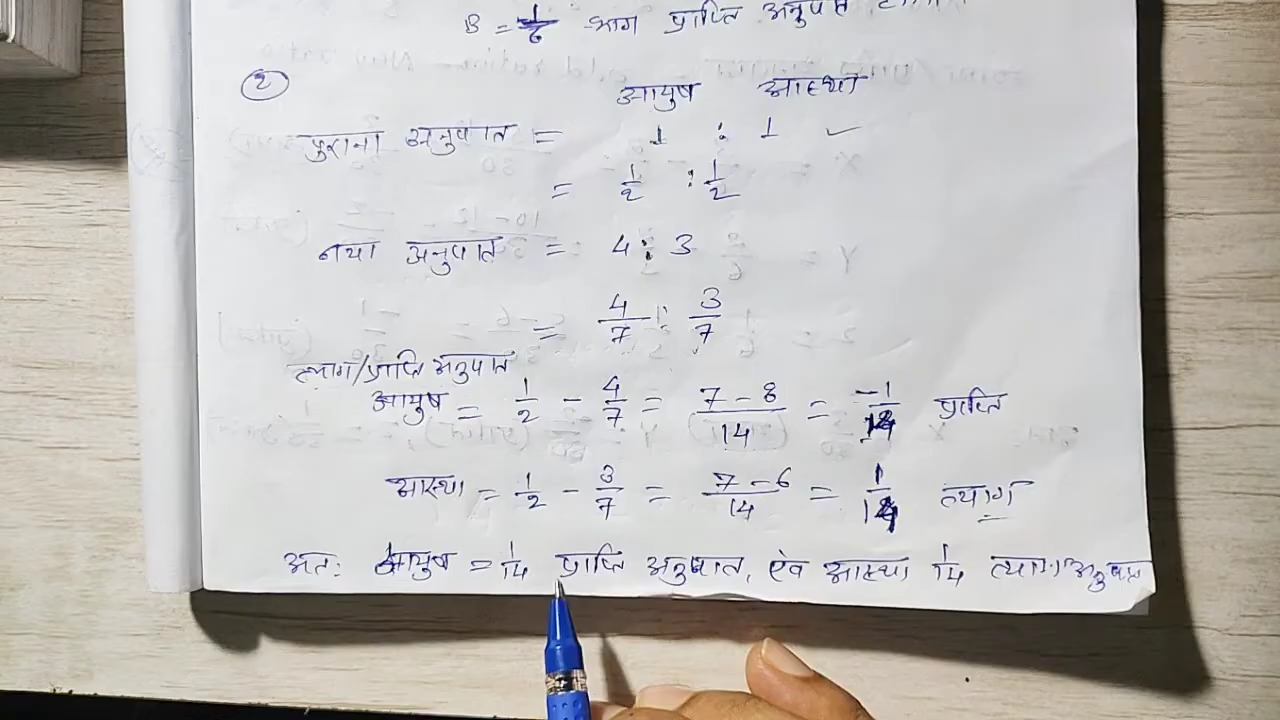 B = 1/6 भाग प्राप्ति अनुपात
(2)
आयुष आस्था
पुराना अनुपात = 1 : 1 ✓
= 1/2 : 1/2
नया अनुपात = 4 : 3
= 4/7 : 3/7
त्याग/प्राप्ति अनुपात
आयुष = 1/2 - 4/7 = 7-8/14 = -1/14 प्राप्ति
आस्था = 1/2 - 3/7 = 7-6/14 = 1/14 त्याग
अतः आयुष = 1/14 प्राप्ति अनुपात, ऐव आस्था 1/14 त्याग अनुपात